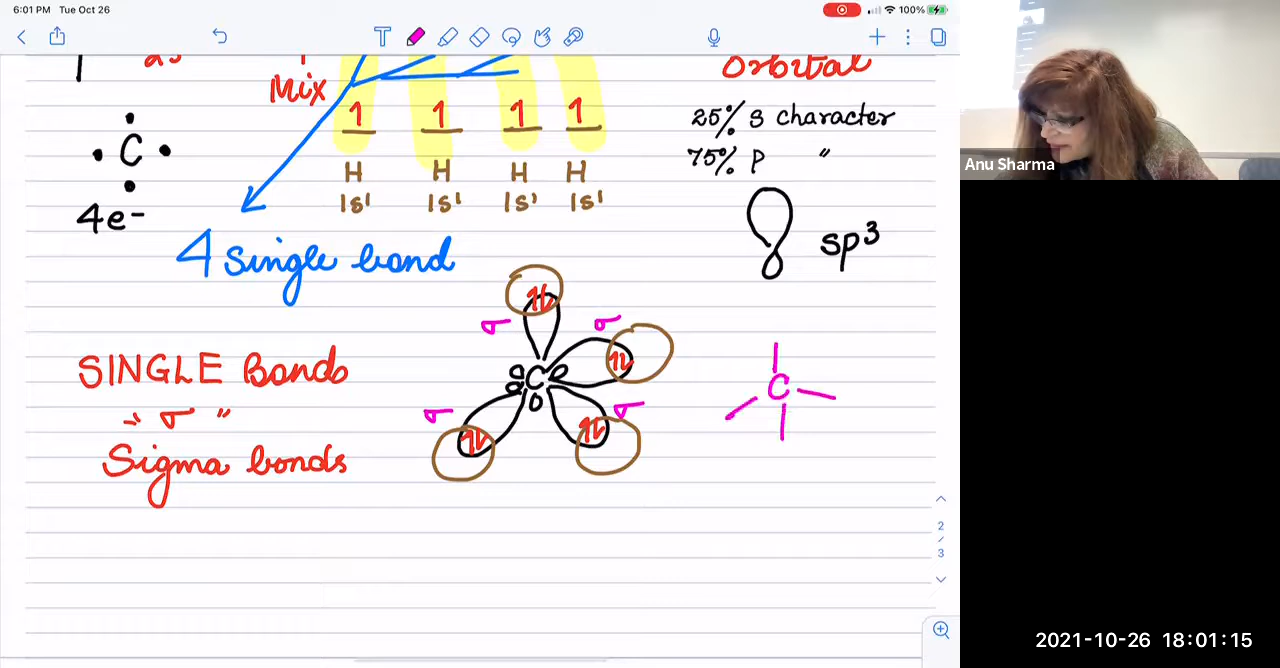 6:01 PM Tue Oct 26
100%
2s
Mix
Orbital
1 1 1 1
H H H H
1s¹ 1s¹ 1s¹ 1s¹
C
4e-
25% s character
75% p "
sp³
4 single bond
SINGLE Bonds
" σ "
Sigma bonds
σ σ
σ σ
C
C
2
3
Anu Sharma
2021-10-26 18:01:15